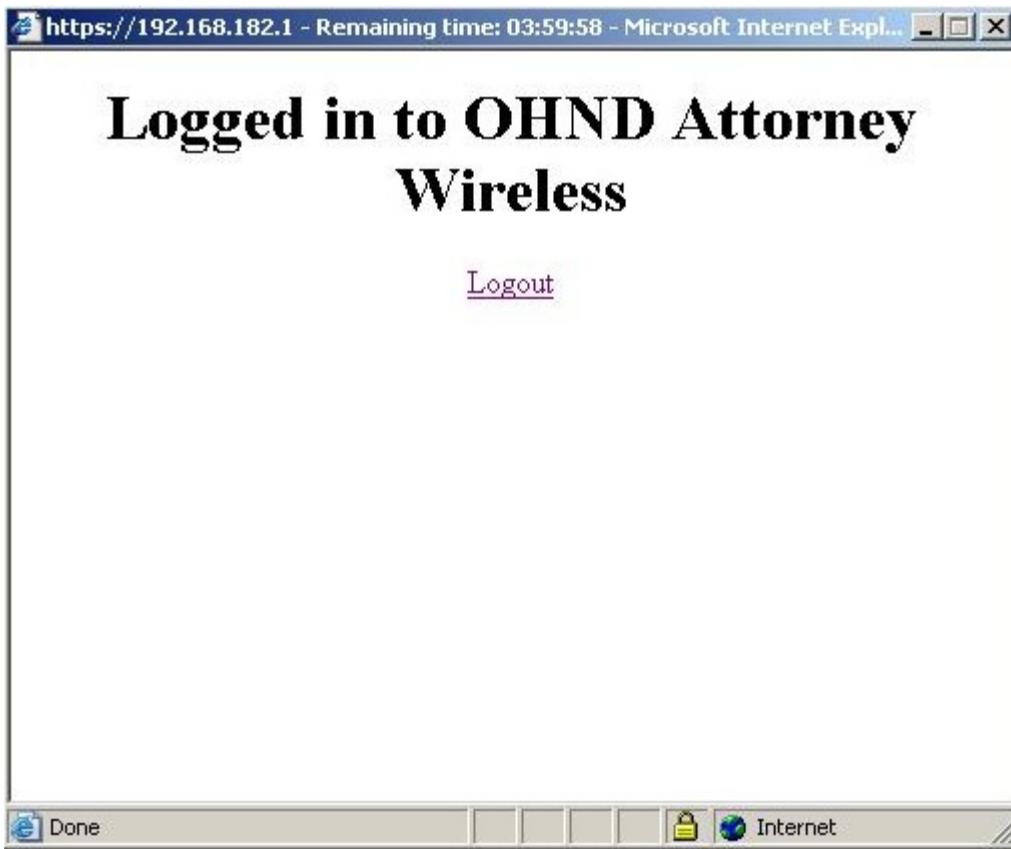 https://192.168.182.1 - Remaining time: 03:59:58 - Microsoft Internet Expl...
Logged in to OHND Attorney
Wireless
Logout
Done
Internet